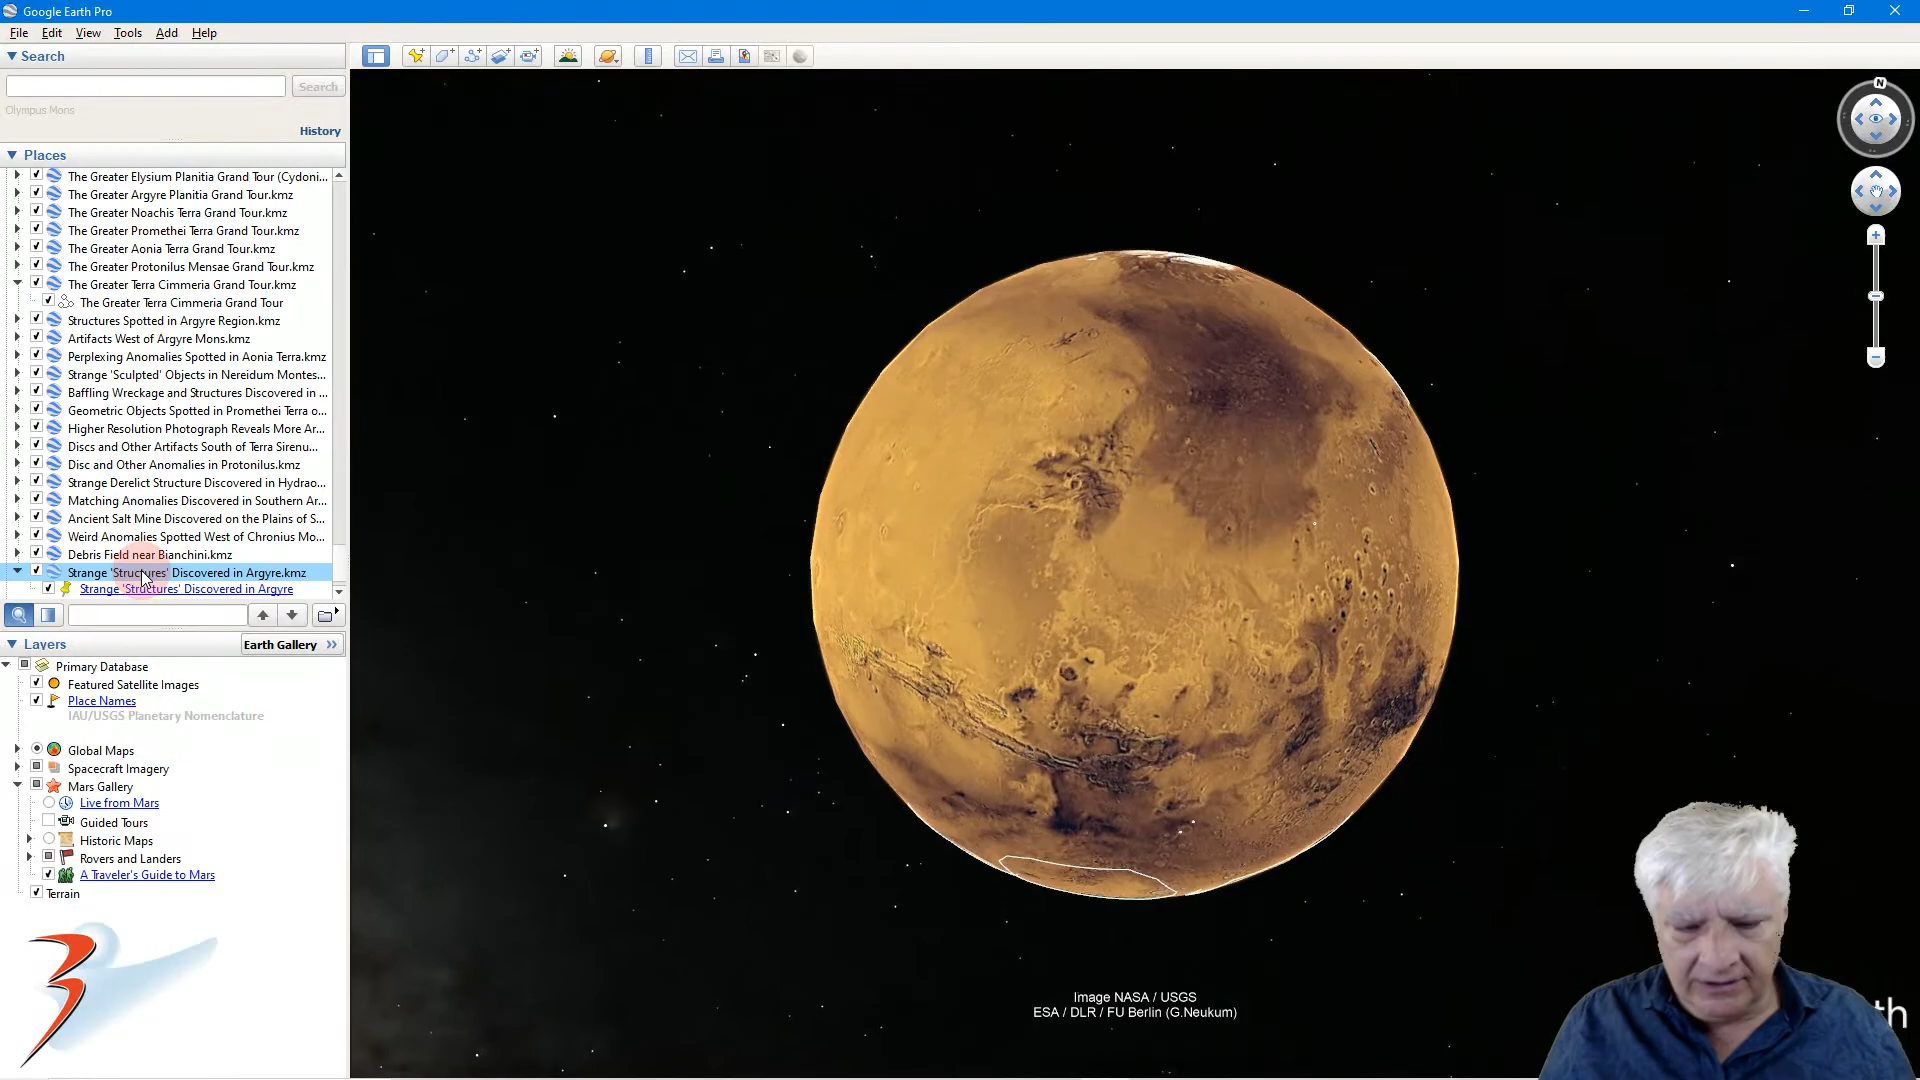 Google Earth Pro
File Edit View Tools Add Help
Search
Search
Olympus Mons
History
Places
The Greater Elysium Planitia Grand Tour (Cydoni...
The Greater Argyre Planitia Grand Tour.kmz
The Greater Noachis Terra Grand Tour.kmz
The Greater Promethei Terra Grand Tour.kmz
The Greater Aonia Terra Grand Tour.kmz
The Greater Protonilus Mensae Grand Tour.kmz
The Greater Terra Cimmeria Grand Tour.kmz
The Greater Terra Cimmeria Grand Tour
Structures Spotted in Argyre Region.kmz
Artifacts West of Argyre Mons.kmz
Perplexing Anomalies Spotted in Aonia Terra.kmz
Strange 'Sculpted' Objects in Nereidum Montes...
Baffling Wreckage and Structures Discovered in ...
Geometric Objects Spotted in Promethei Terra o...
Higher Resolution Photograph Reveals More Ar...
Discs and Other Artifacts South of Terra Sirenu...
Disc and Other Anomalies in Protonilus.kmz
Strange Derelict Structure Discovered in Hydrao...
Matching Anomalies Discovered in Southern Ar...
Ancient Salt Mine Discovered on the Plains of S...
Weird Anomalies Spotted West of Chronius Mo...
Debris Field near Bianchini.kmz
Strange 'Structures' Discovered in Argyre.kmz
Strange 'Structures' Discovered in Argyre
Layers
Earth Gallery »
Primary Database
Featured Satellite Images
Place Names
IAU/USGS Planetary Nomenclature
Global Maps
Spacecraft Imagery
Mars Gallery
Live from Mars
Guided Tours
Historic Maps
Rovers and Landers
A Traveler's Guide to Mars
Terrain
N
Image NASA / USGS
ESA / DLR / FU Berlin (G.Neukum)
th